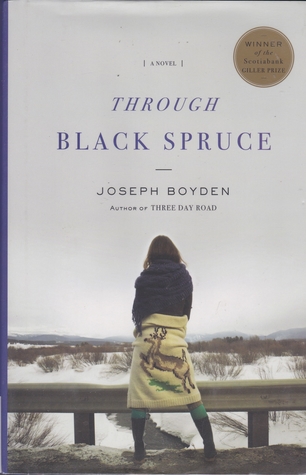 WINNER
of the
Scotiabank
GILLER PRIZE
[ A NOVEL ]
THROUGH
BLACK SPRUCE
JOSEPH BOYDEN
AUTHOR OF THREE DAY ROAD